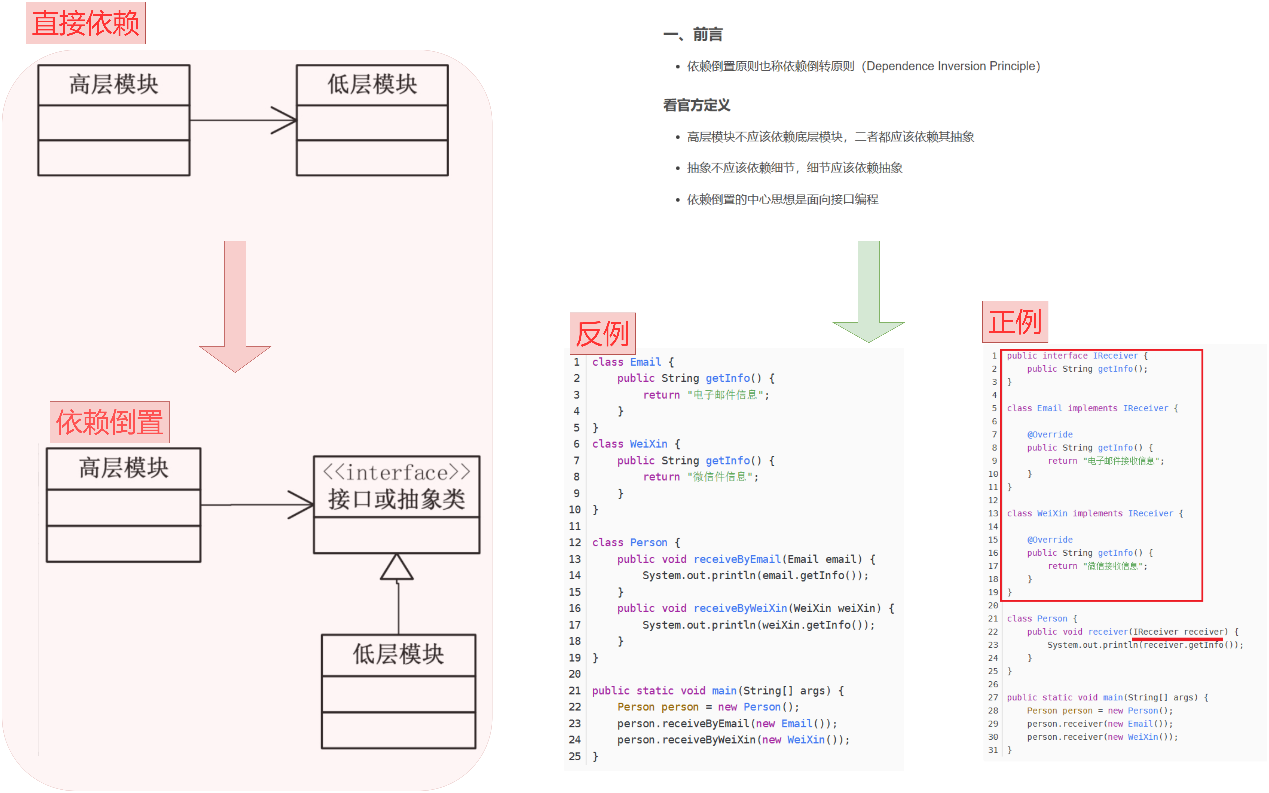 直接依赖
高层模块
低层模块
依赖倒置
高层模块
<<interface>>
接口或抽象类
低层模块
一、前言
• 依赖倒置原则也称依赖倒转原则（Dependence Inversion Principle）
看官方定义
• 高层模块不应该依赖底层模块，二者都应该依赖其抽象
• 抽象不应该依赖细节，细节应该依赖抽象
• 依赖倒置的中心思想是面向接口编程
反例
1 class Email {
2 public String getInfo() {
3 return "电子邮件信息";
4 }
5 }
6 class WeiXin {
7 public String getInfo() {
8 return "微信件信息";
9 }
10 }
11
12 class Person {
13 public void receiveByEmail(Email email) {
14 System.out.println(email.getInfo());
15 }
16 public void receiveByWeiXin(WeiXin weiXin) {
17 System.out.println(weiXin.getInfo());
18 }
19 }
20
21 public static void main(String[] args) {
22 Person person = new Person();
23 person.receiveByEmail(new Email());
24 person.receiveByWeiXin(new WeiXin());
25 }
正例
1 public interface IReceiver {
2 public String getInfo();
3 }
4
5 class Email implements IReceiver {
6
7 @Override
8 public String getInfo() {
9 return "电子邮件接收信息";
10 }
11 }
12
13 class WeiXin implements IReceiver {
14
15 @Override
16 public String getInfo() {
17 return "微信接收信息";
18 }
19 }
20
21 class Person {
22 public void receiver(IReceiver receiver) {
23 System.out.println(receiver.getInfo());
24 }
25 }
26
27 public static void main(String[] args) {
28 Person person = new Person();
29 person.receiver(new Email());
30 person.receiver(new WeiXin());
31 }